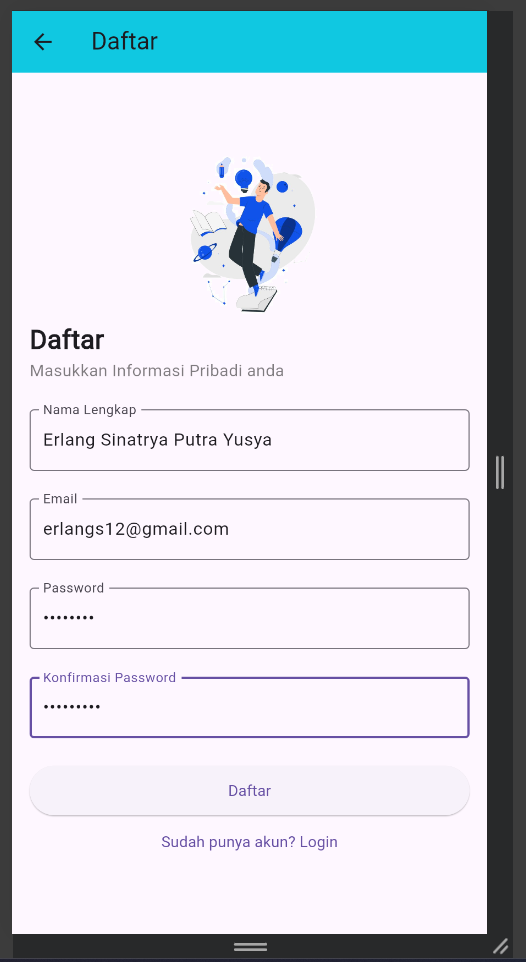 Daftar
Daftar
Masukkan Informasi Pribadi anda
Nama Lengkap
Erlang Sinatrya Putra Yusya
Email
erlangs12@gmail.com
Password
••••••••
Konfirmasi Password
•••••••••
Daftar
Sudah punya akun? Login